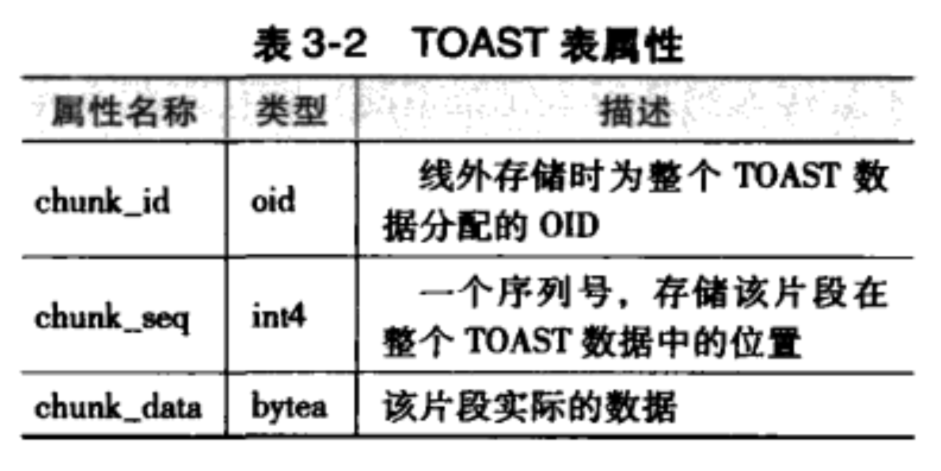 表 3-2 TOAST 表属性
属性名称 类型 描述
chunk_id oid 线外存储时为整个 TOAST 数
据分配的 OID
chunk_seq int4 一个序列号，存储该片段在
整个 TOAST 数据中的位置
chunk_data bytea 该片段实际的数据